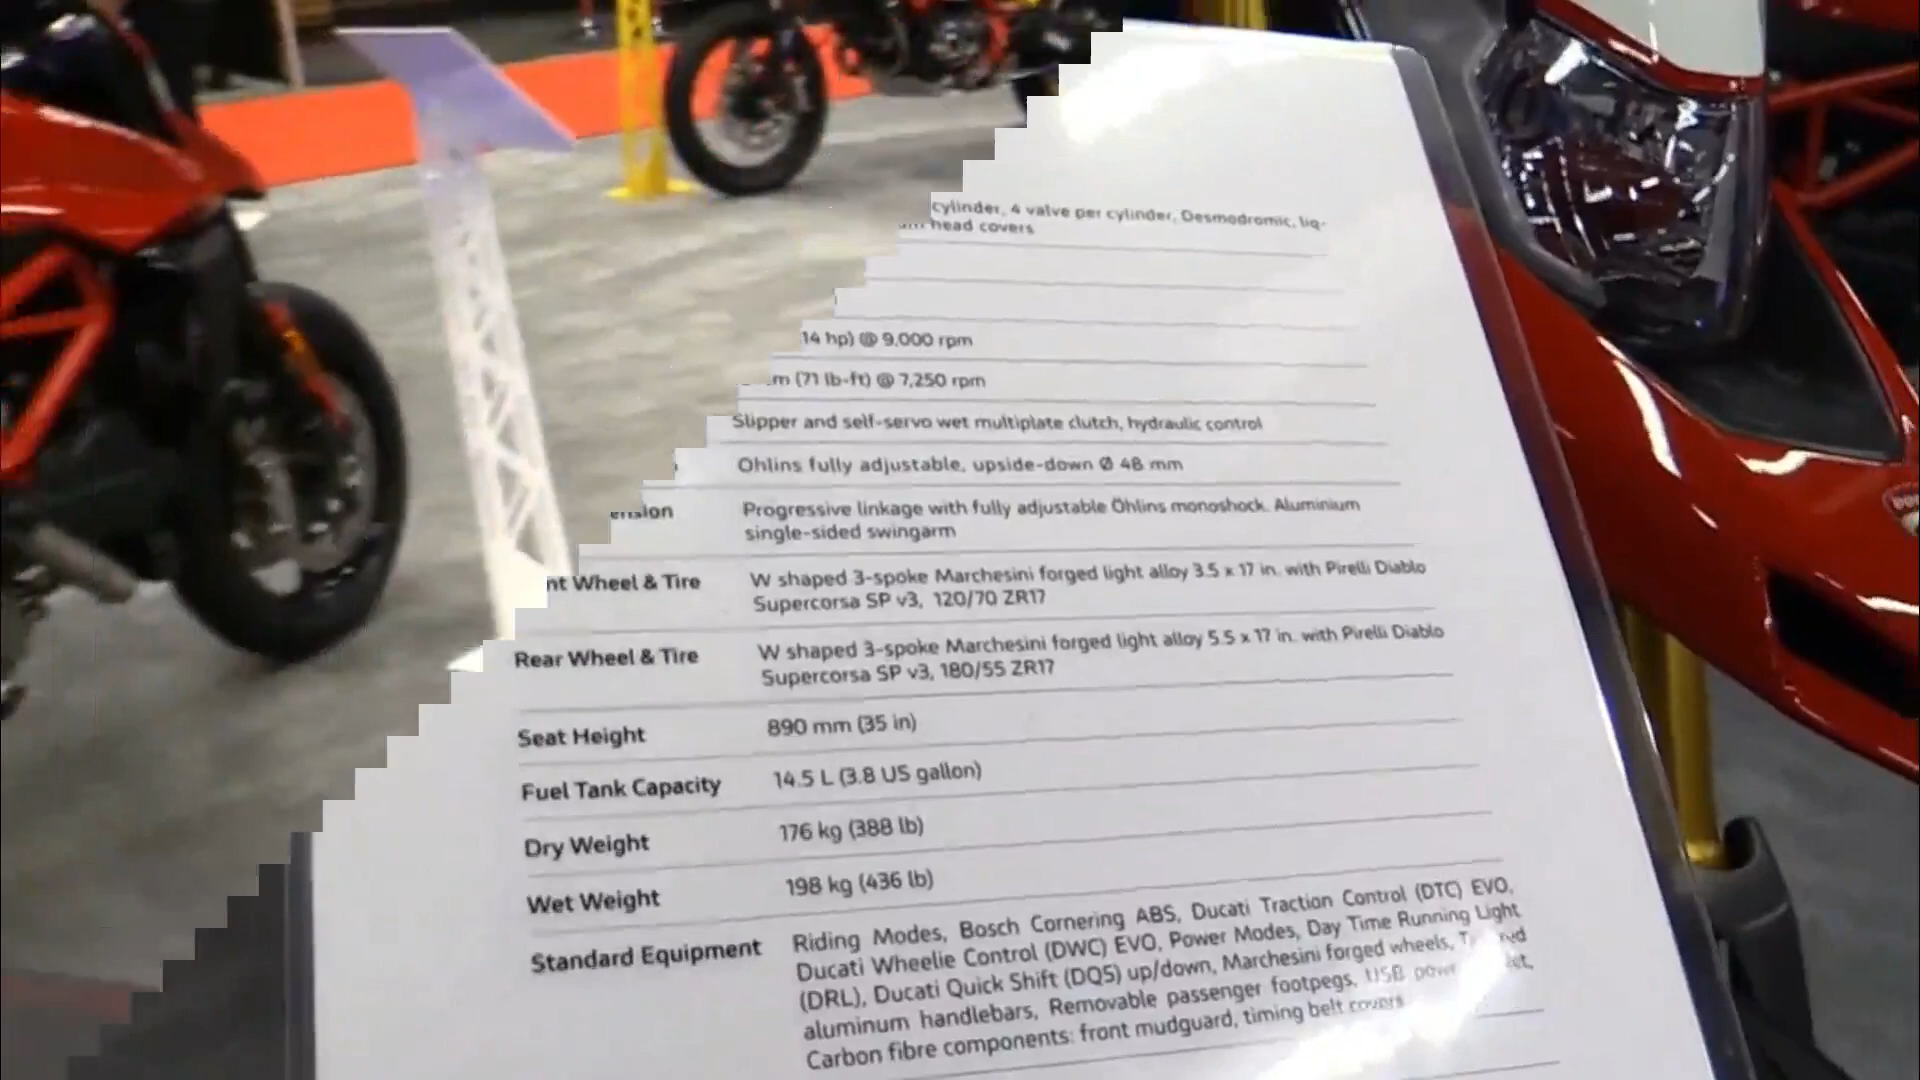 cylinder, 4 valve per cylinder, Desmodromic, liq-
head covers
14 hp) @ 9,000 rpm
m (71 lb-ft) @ 7,250 rpm
Slipper and self-servo wet multiplate clutch, hydraulic control
Ohlins fully adjustable, upside-down Ø 48 mm
ension Progressive linkage with fully adjustable Öhlins monoshock. Aluminium
single-sided swingarm
nt Wheel & Tire W shaped 3-spoke Marchesini forged light alloy 3.5 x 17 in. with Pirelli Diablo
Supercorsa SP v3, 120/70 ZR17
Rear Wheel & Tire W shaped 3-spoke Marchesini forged light alloy 5.5 x 17 in. with Pirelli Diablo
Supercorsa SP v3, 180/55 ZR17
Seat Height 890 mm (35 in)
Fuel Tank Capacity 14.5 L (3.8 US gallon)
Dry Weight 176 kg (388 lb)
Wet Weight 198 kg (436 lb)
Standard Equipment Riding Modes, Bosch Cornering ABS, Ducati Traction Control (DTC) EVO,
Ducati Wheelie Control (DWC) EVO, Power Modes, Day Time Running Light
(DRL), Ducati Quick Shift (DQS) up/down, Marchesini forged wheels,
aluminum handlebars, Removable passenger footpegs, USB
Carbon fibre components: front mudguard, timing belt covers